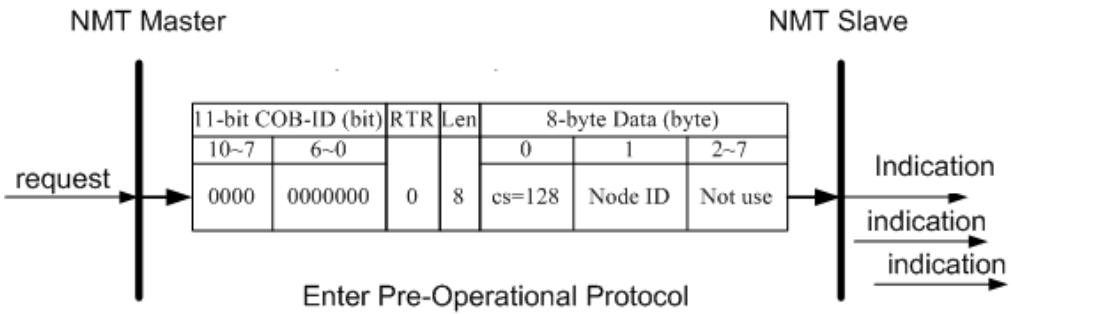 NMT Master
NMT Slave
11-bit COB-ID (bit) RTR Len 8-byte Data (byte)
10~7 6~0 0 1 2~7
request 0000 0000000 0 8 cs=128 Node ID Not use Indication
indication
indication
Enter Pre-Operational Protocol